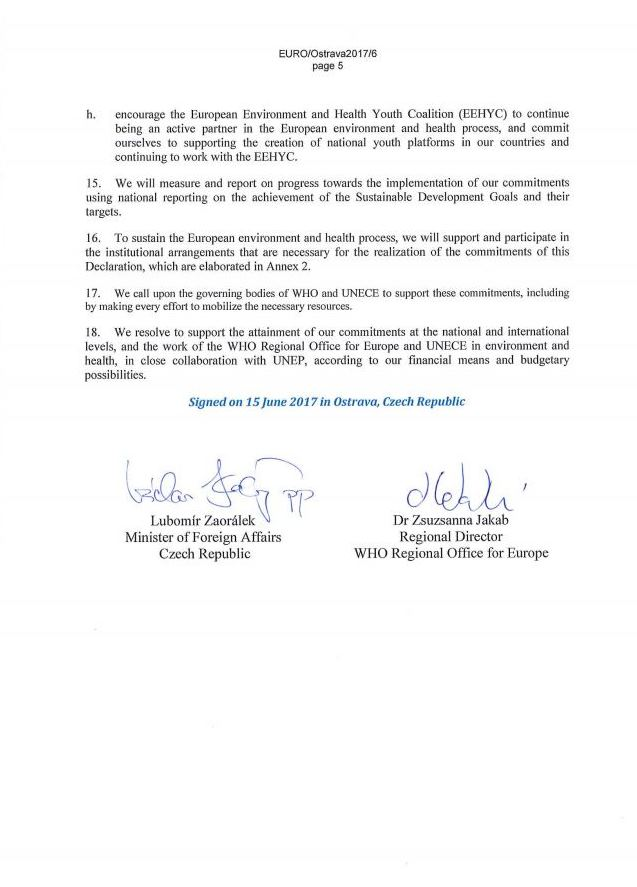 EURO/Ostrava2017/6
page 5
h. encourage the European Environment and Health Youth Coalition (EEHYC) to continue
being an active partner in the European environment and health process, and commit
ourselves to supporting the creation of national youth platforms in our countries and
continuing to work with the EEHYC.
15. We will measure and report on progress towards the implementation of our commitments
using national reporting on the achievement of the Sustainable Development Goals and their
targets.
16. To sustain the European environment and health process, we will support and participate in
the institutional arrangements that are necessary for the realization of the commitments of this
Declaration, which are elaborated in Annex 2.
17. We call upon the governing bodies of WHO and UNECE to support these commitments, including
by making every effort to mobilize the necessary resources.
18. We resolve to support the attainment of our commitments at the national and international
levels, and the work of the WHO Regional Office for Europe and UNECE in environment and
health, in close collaboration with UNEP, according to our financial means and budgetary
possibilities.
Signed on 15 June 2017 in Ostrava, Czech Republic
PP
Lubomír Zaorálek
Minister of Foreign Affairs
Czech Republic
Dr Zsuzsanna Jakab
Regional Director
WHO Regional Office for Europe